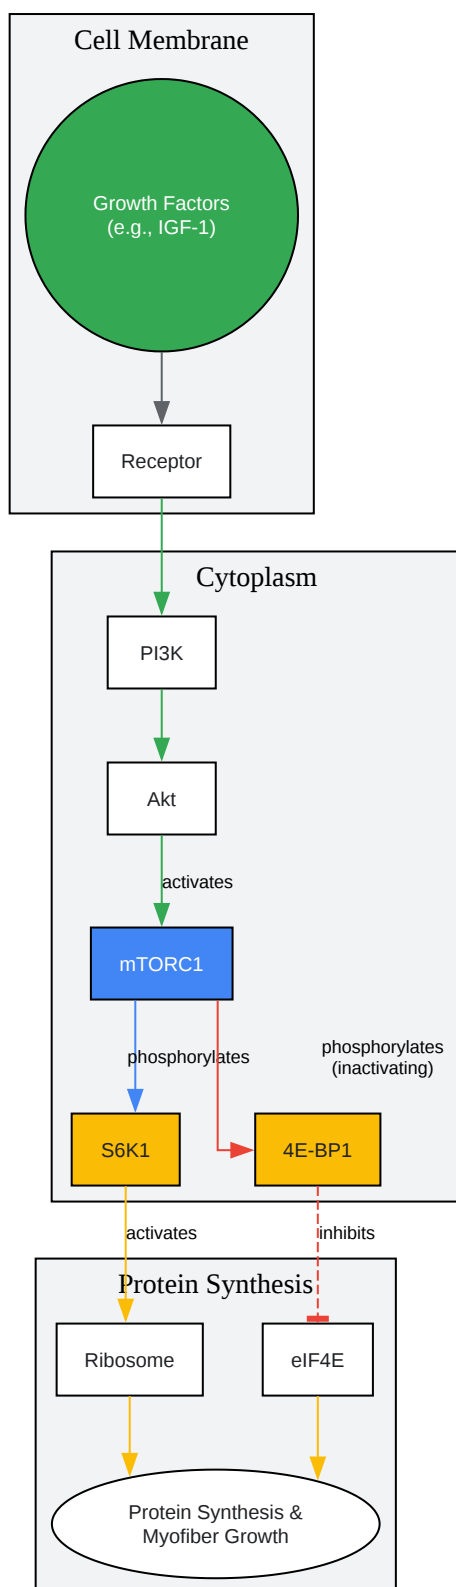 Cell Membrane
Growth Factors
(e.g., IGF-1)
Receptor
Cytoplasm
PI3K
Akt
activates
mTORC1
phosphorylates
phosphorylates
(inactivating)
S6K1
4E-BP1
activates
inhibits
Protein Synthesis
Ribosome
eIF4E
Protein Synthesis &
Myofiber Growth